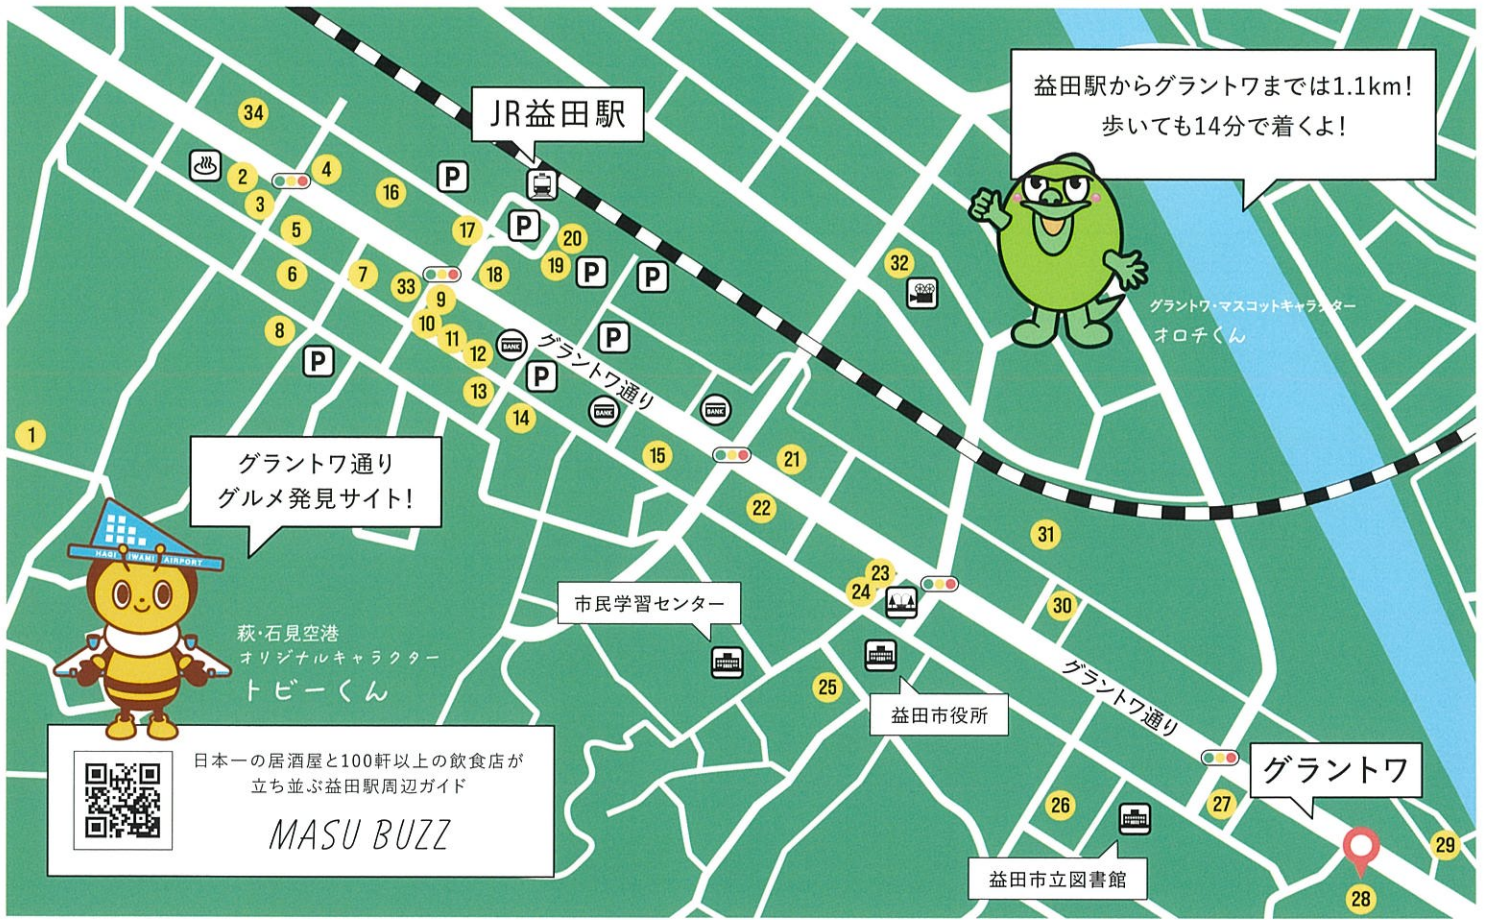 JR益田駅
益田駅からグラントワまでは1.1km!
歩いても14分で着くよ!
グラントワ・マスコットキャラクター
オロチくん
34
4
2
3
16
5
6
7
33
17
18
20
19
32
8
9
10
11
12
13
14
1
P
P
P
P
P
P
P
BANK
BANK
BANK
グラントワ通り
15
21
22
23
24
31
30
グラントワ通り
グルメ発見サイト!
HAGI IWAMI AIRPORT
萩・石見空港
オリジナルキャラクター
トビーくん
市民学習センター
25
益田市役所
グラントワ通り
グラントワ
26
27
28
29
益田市立図書館
日本一の居酒屋と100軒以上の飲食店が
立ち並ぶ益田駅周辺ガイド
MASU BUZZ